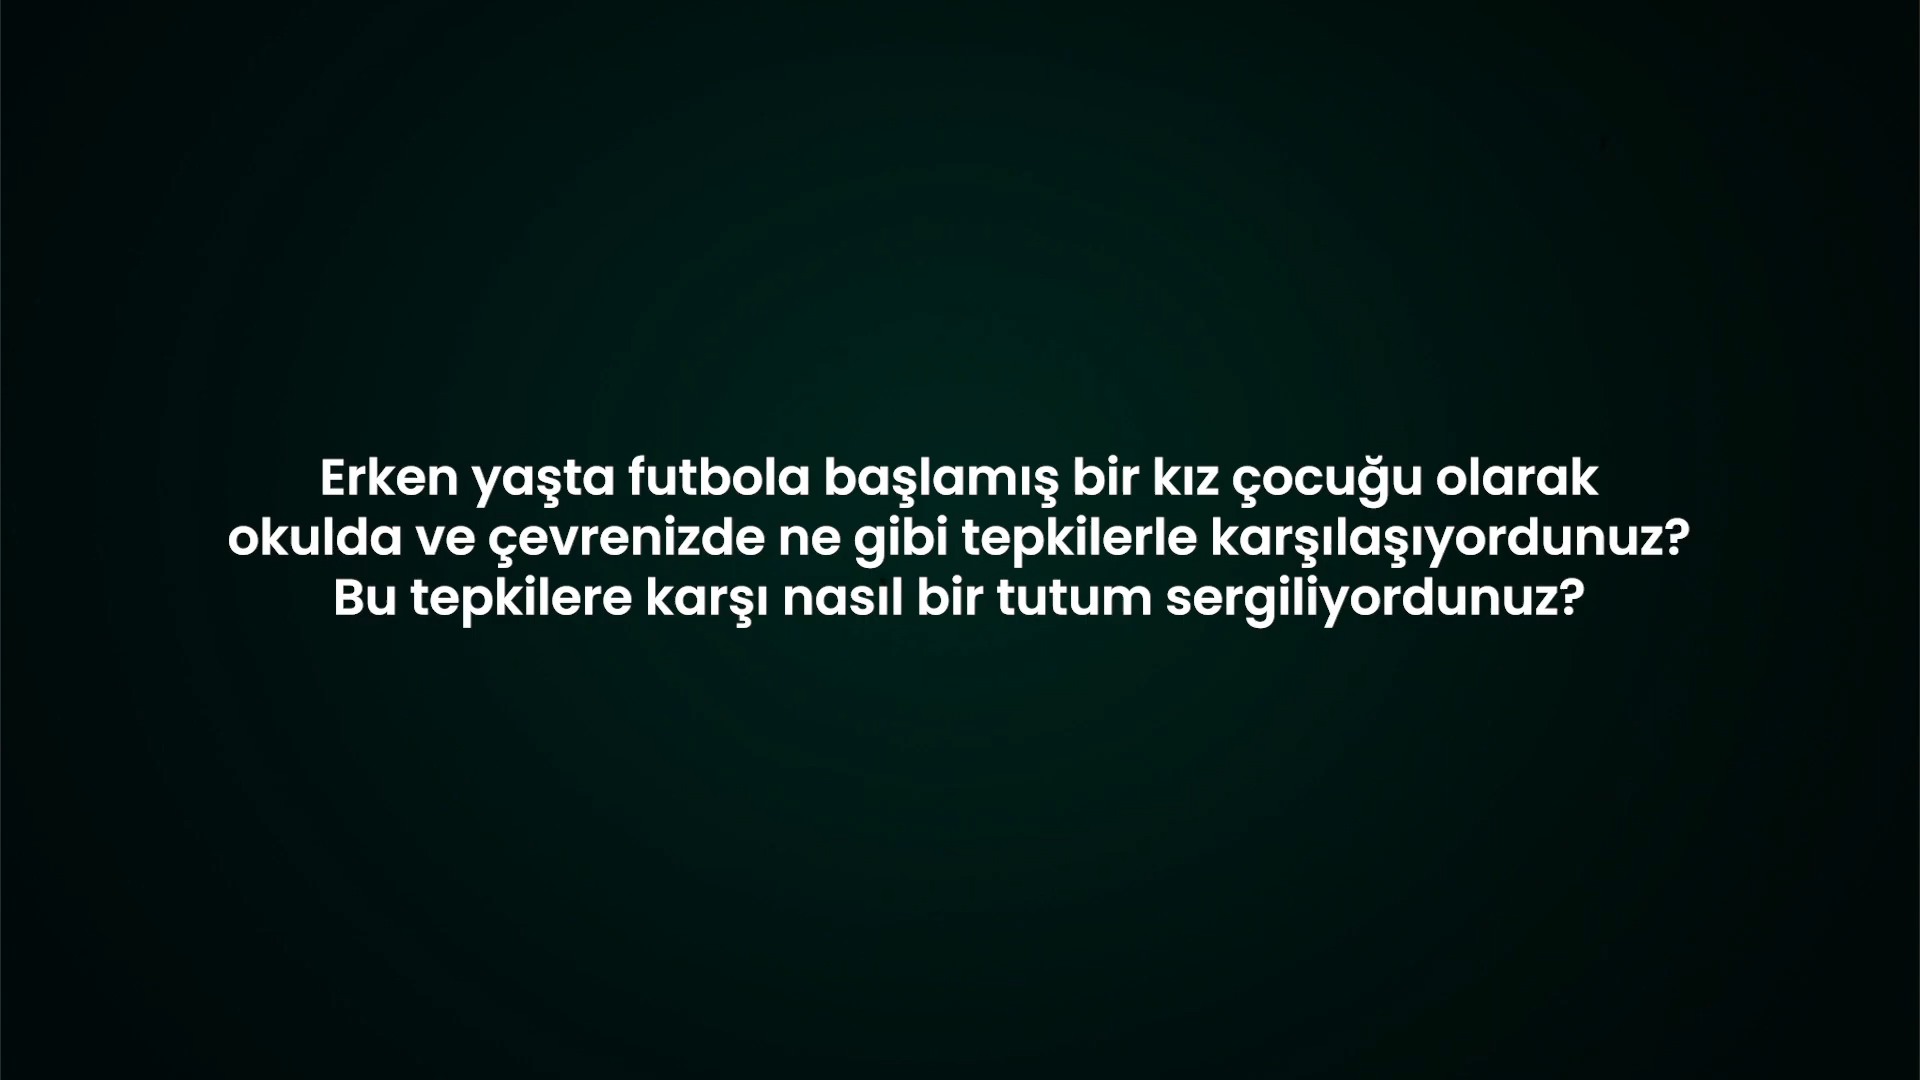 Erken yaşta futbola başlamış bir kız çocuğu olarak
okulda ve çevrenizde ne gibi tepkilerle karşılaşıyordunuz?
Bu tepkilere karşı nasıl bir tutum sergiliyordunuz?